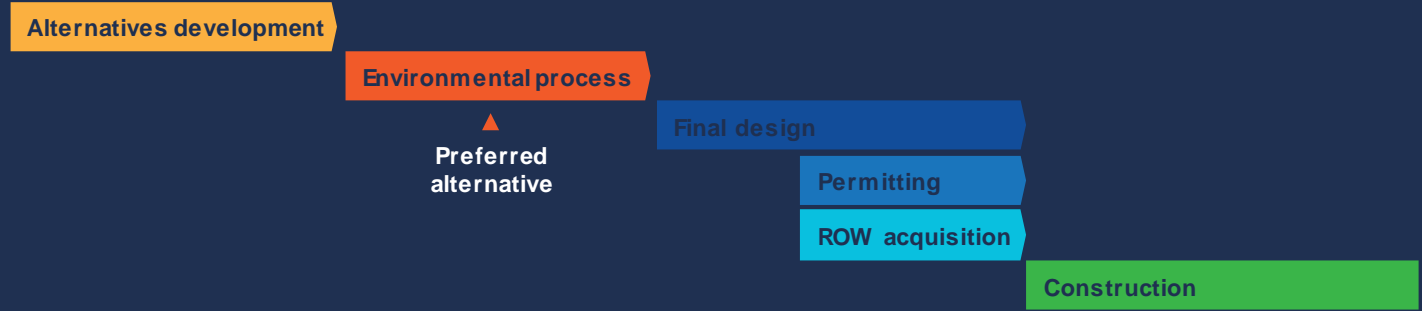 Alternatives development
Environmental process
Preferred
alternative
Final design
Permitting
ROW acquisition
Construction